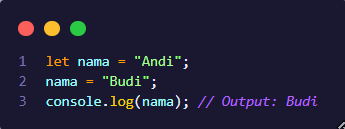 1 let nama = "Andi";
2 nama = "Budi";
3 console.log(nama); // Output: Budi